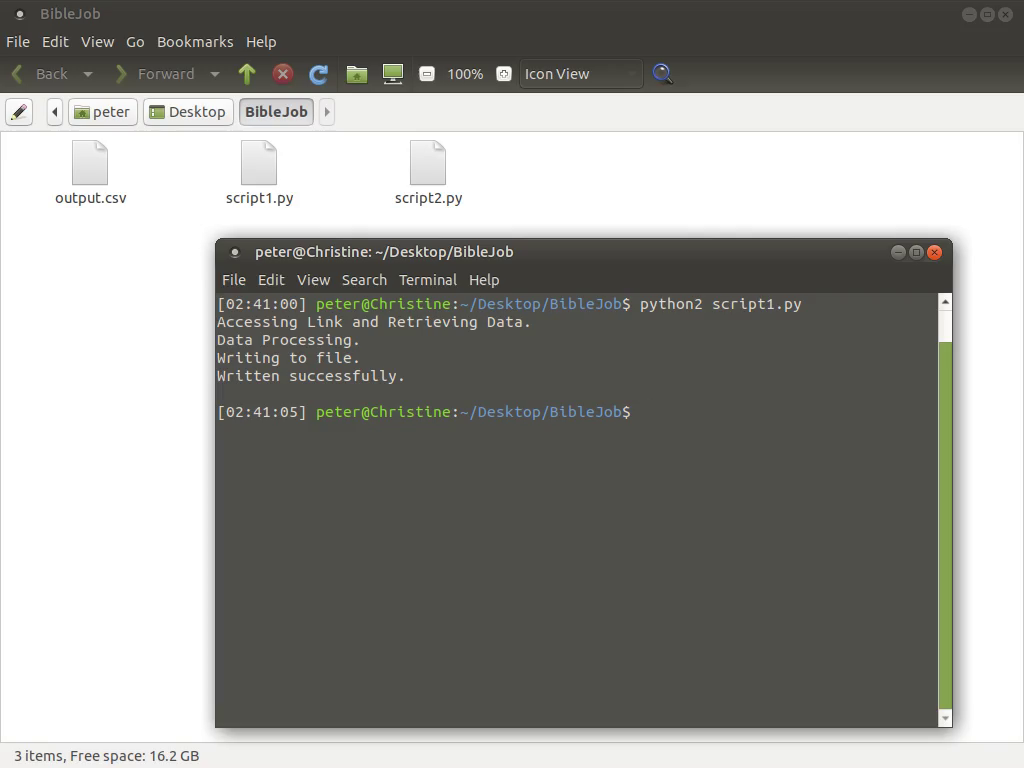 BibleJob
File Edit View Go Bookmarks Help
Back Forward 100% Icon View
peter Desktop BibleJob
output.csv script1.py script2.py
peter@Christine: ~/Desktop/BibleJob
File Edit View Search Terminal Help
[02:41:00] peter@Christine:~/Desktop/BibleJob$ python2 script1.py
Accessing Link and Retrieving Data.
Data Processing.
Writing to file.
Written successfully.
[02:41:05] peter@Christine:~/Desktop/BibleJob$
3 items, Free space: 16.2 GB